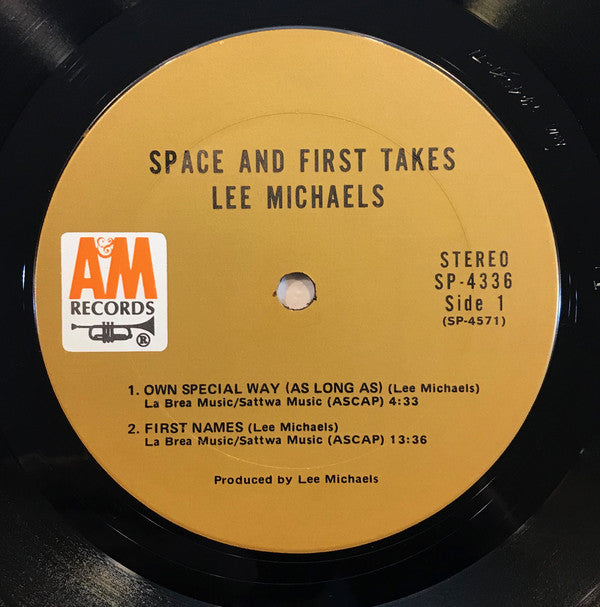 SPACE AND FIRST TAKES
LEE MICHAELS
A&M
RECORDS
®
STEREO
SP-4336
Side 1
(SP-4571)
1. OWN SPECIAL WAY (AS LONG AS) (Lee Michaels)
La Brea Music/Sattwa Music (ASCAP) 4:33
2. FIRST NAMES (Lee Michaels)
La Brea Music/Sattwa Music (ASCAP) 13:36
Produced by Lee Michaels